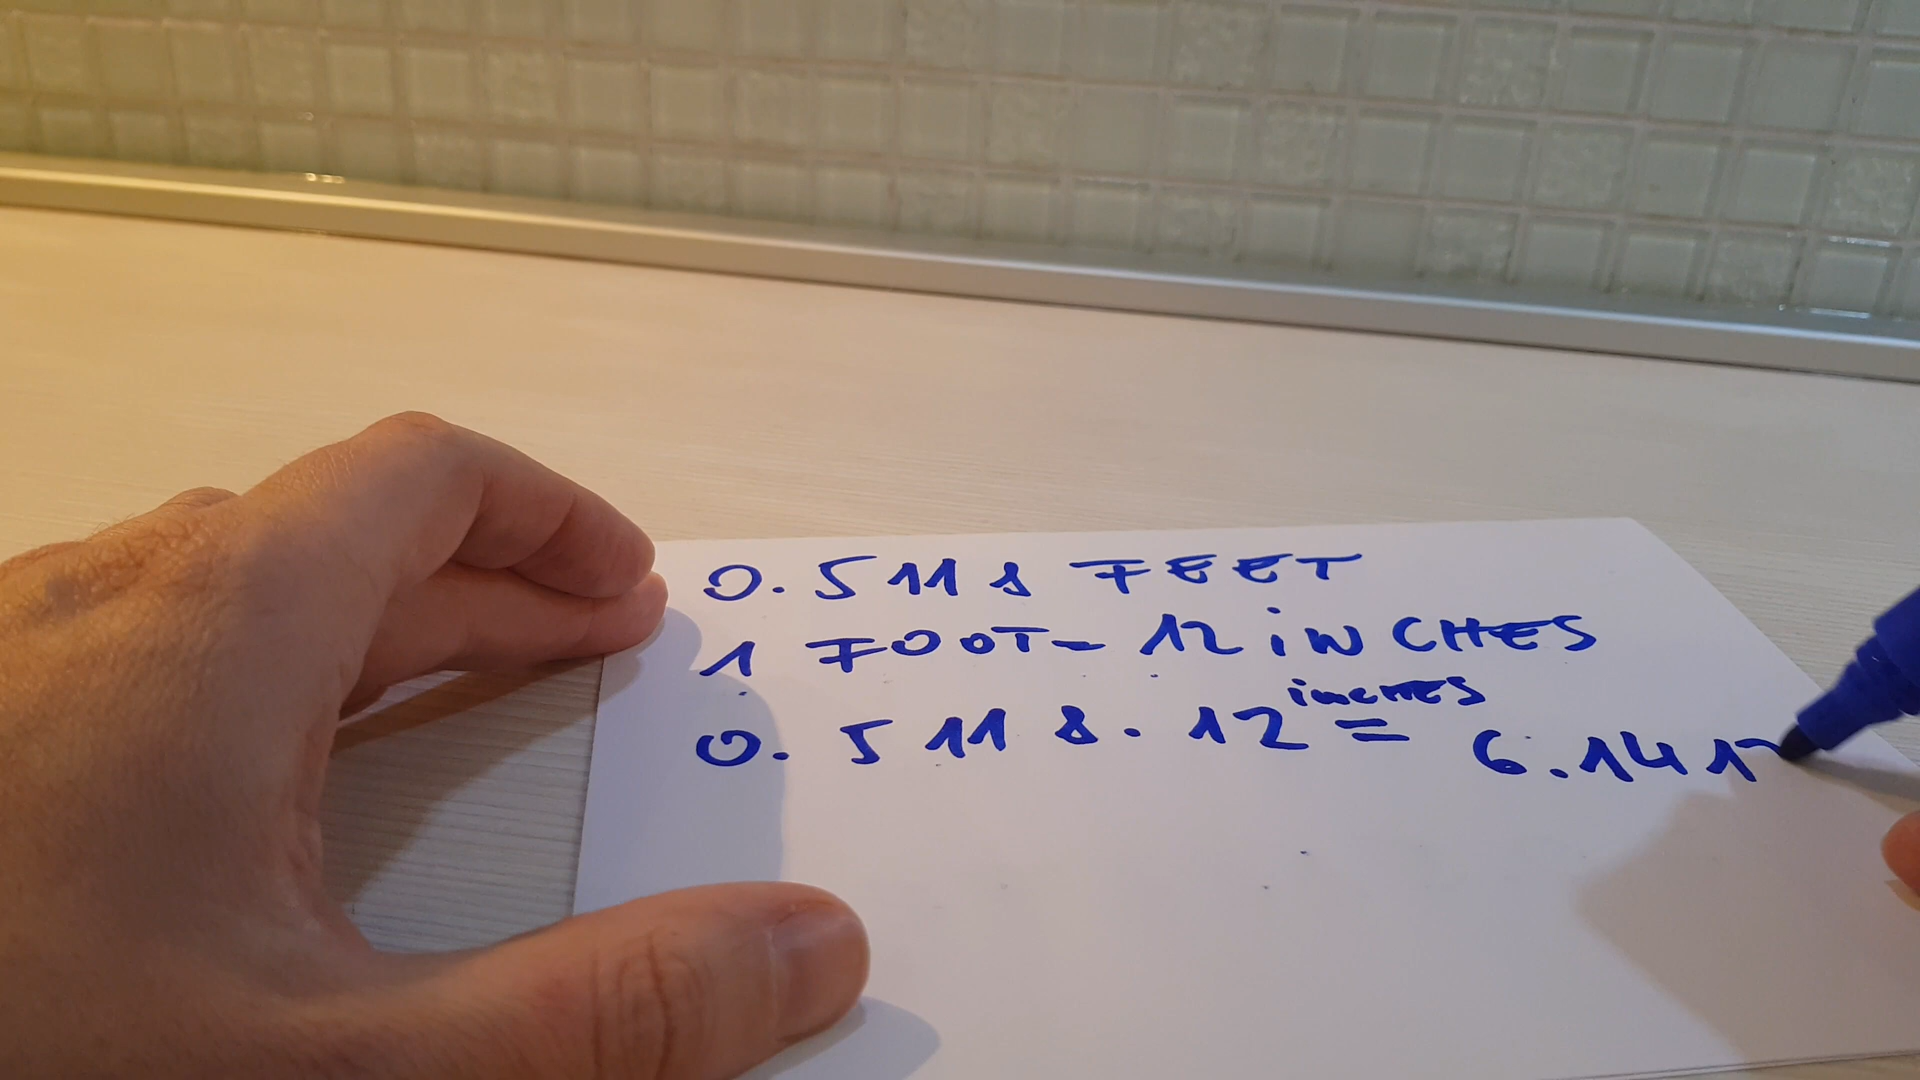 0.5118 FEET
1 FOOT = 12 iNCHES
0.5118 . 12 inCHES = 6.141